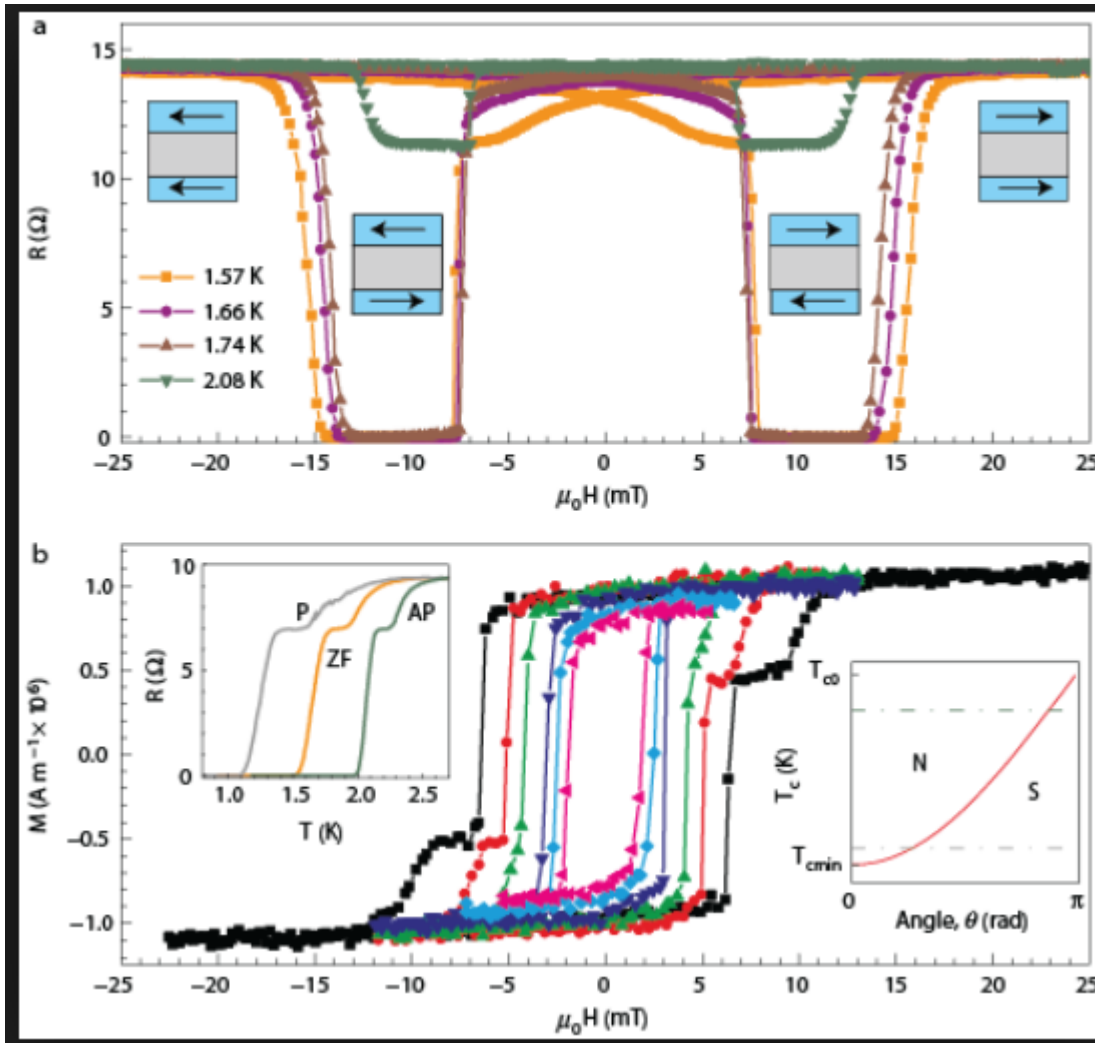 a
15
10
5
0
R (Ω)
1.57 K
1.66 K
1.74 K
2.08 K
−25 −20 −15 −10 −5 0 5 10 15 20 25
μ₀H (mT)
b
1.0
0.5
0.0
−0.5
−1.0
M (A m⁻¹ × 10⁶)
10
5
0
R (Ω)
P
ZF
AP
1.0 1.5 2.0 2.5
T (K)
T_c0
T_cmin
T_c (K)
N
S
0 π
Angle, θ (rad)
−25 −20 −15 −10 −5 0 5 10 15 20 25
μ₀H (mT)